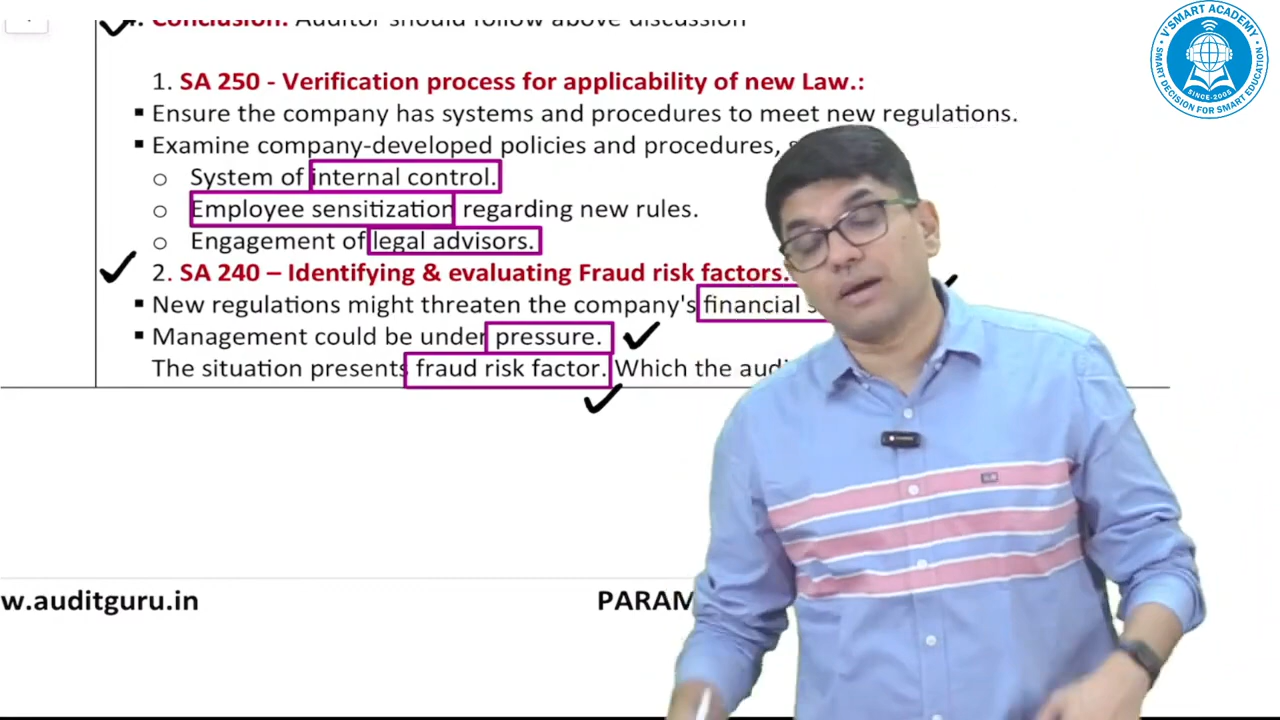 Conclusion: Auditor should follow above discussion
1. SA 250 - Verification process for applicability of new Law.:
▪ Ensure the company has systems and procedures to meet new regulations.
▪ Examine company-developed policies and procedures,
o System of internal control.
o Employee sensitization regarding new rules.
o Engagement of legal advisors.
2. SA 240 – Identifying & evaluating Fraud risk factors.
▪ New regulations might threaten the company's financial
▪ Management could be under pressure.
The situation presents fraud risk factor. Which the
w.auditguru.in
PARAM
V'SMART ACADEMY
SINCE-2005
SMART DECISION FOR SMART EDUCATION